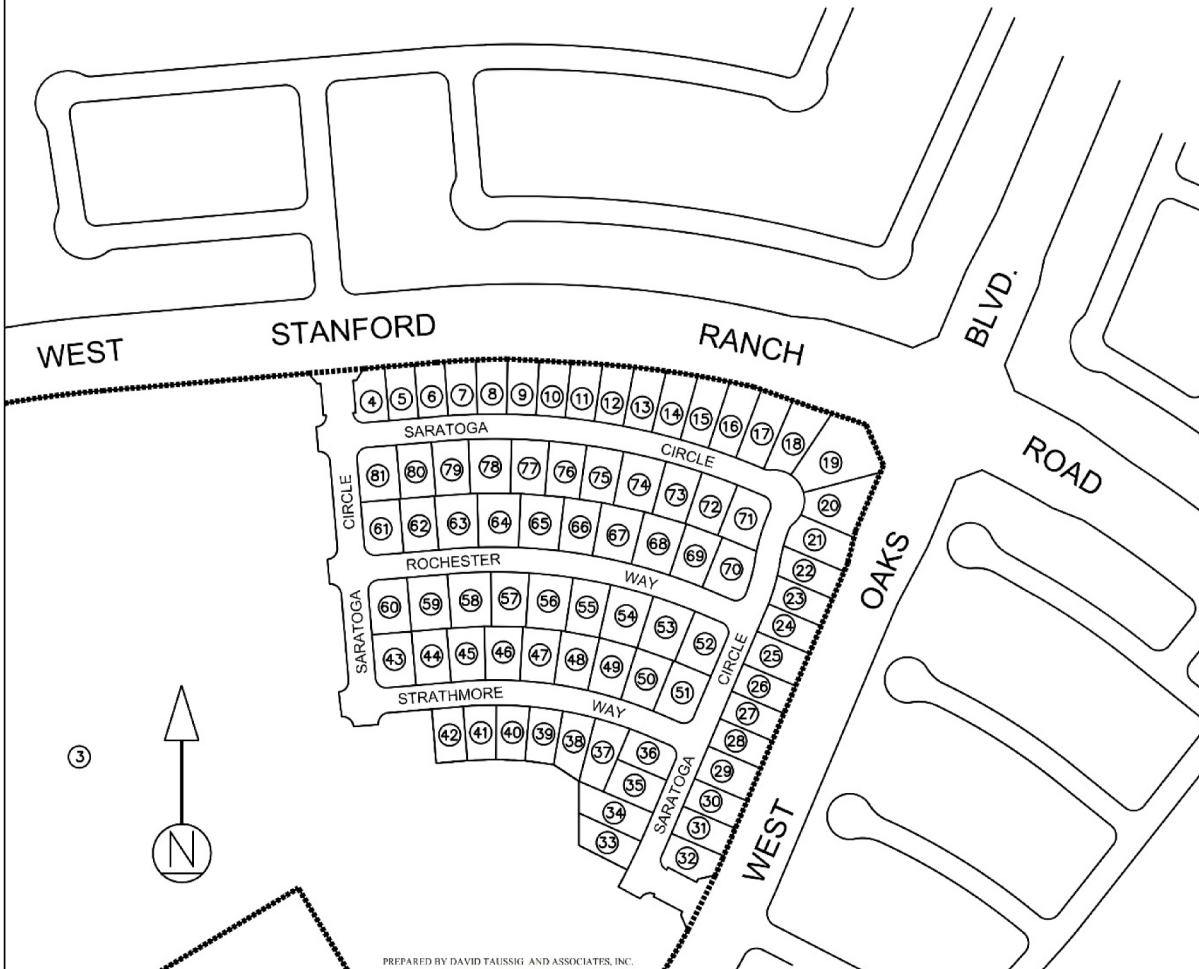 BLVD.
WEST STANFORD RANCH
ROAD
4 5 6 7 8 9 10 11 12 13 14 15 16 17 18 19
SARATOGA CIRCLE
81 80 79 78 77 76 75 74 73 72 71
20
21
22
23
24
25
26
27
28
29
30
31
32
CIRCLE
61 62 63 64 65 66 67 68 69 70
OAKS
ROCHESTER WAY
60 59 58 57 56 55 54 53 52
SARATOGA
CIRCLE
43 44 45 46 47 48 49 50 51
STRATHMORE WAY
42 41 40 39 38 37 36
35
34
33
SARATOGA
WEST
3
N
PREPARED BY DAVID TAUSSIG AND ASSOCIATES, INC.